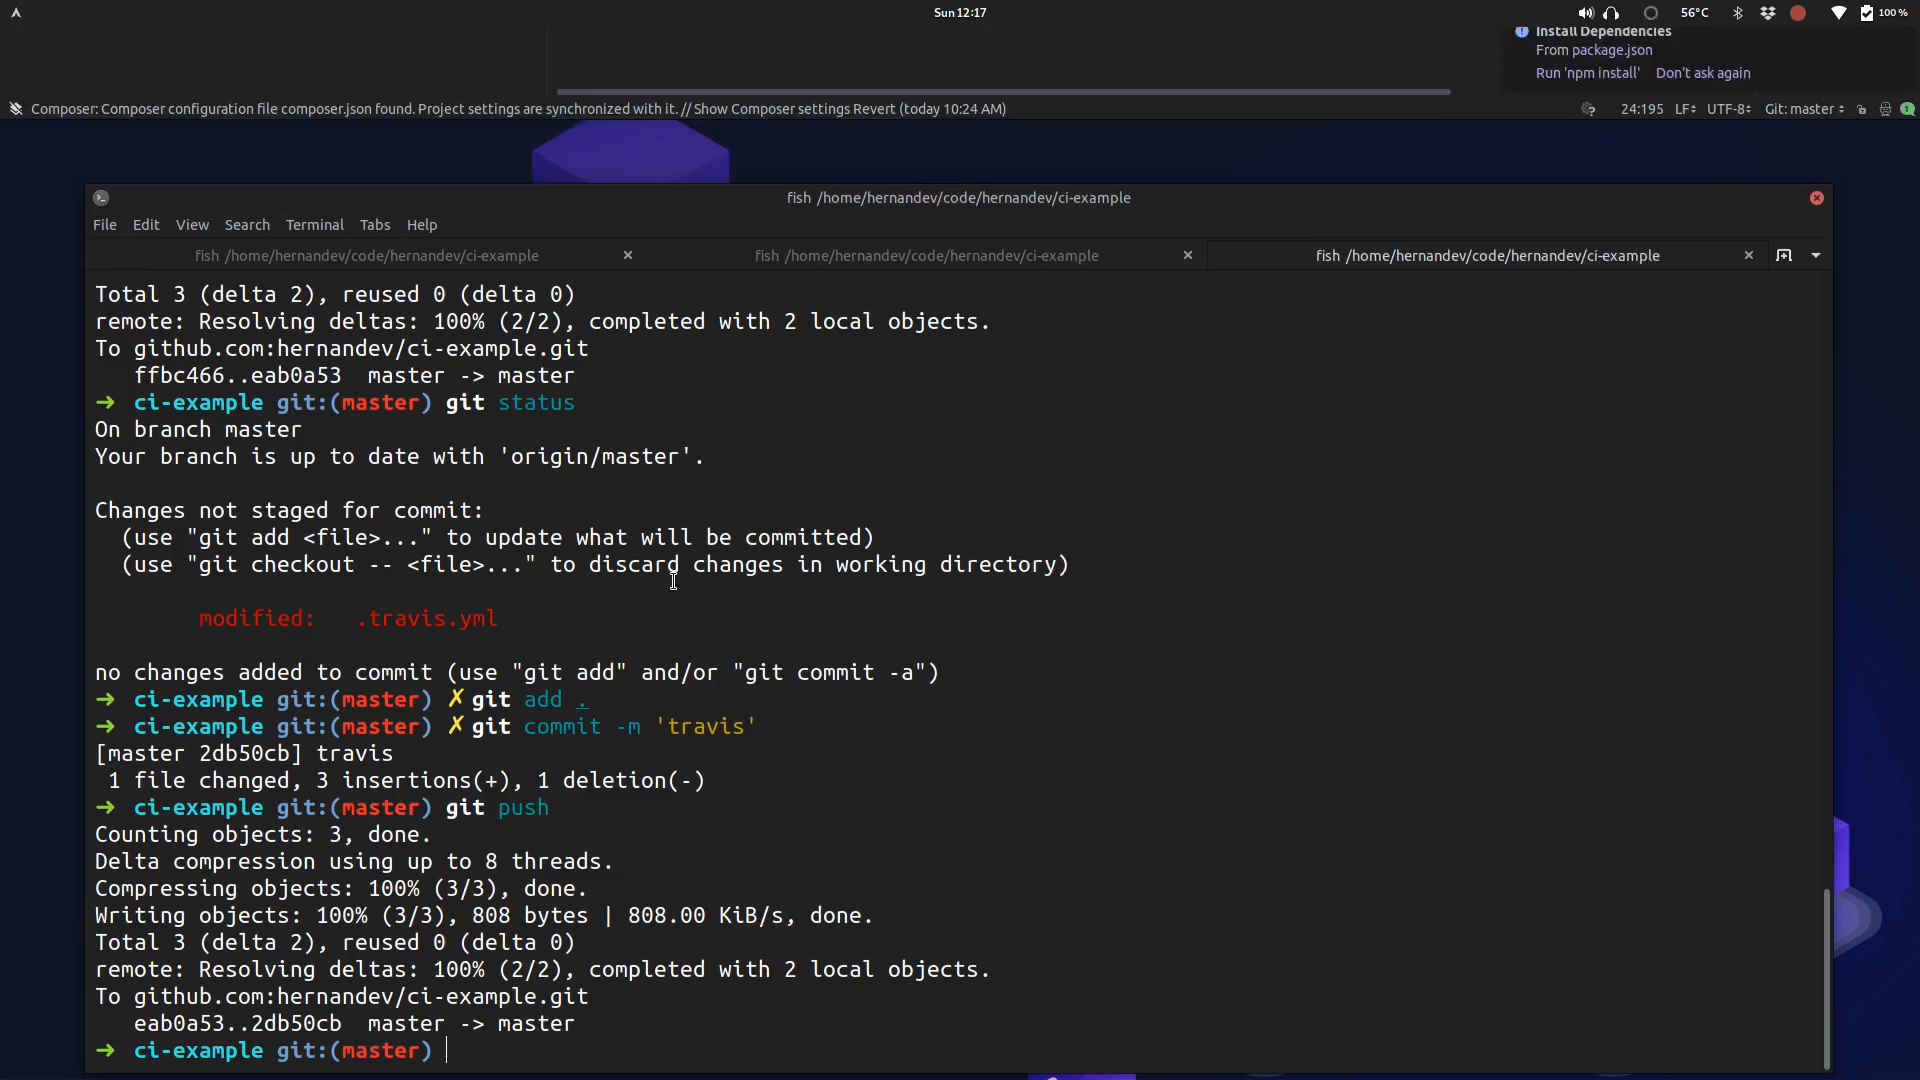 Sun 12:17
56°C
100 %
Install Dependencies
From package.json
Run 'npm install' Don't ask again
Composer: Composer configuration file composer.json found. Project settings are synchronized with it. // Show Composer settings Revert (today 10:24 AM)
24:195 LF UTF-8 Git: master
1
fish /home/hernandev/code/hernandev/ci-example
File Edit View Search Terminal Tabs Help
fish /home/hernandev/code/hernandev/ci-example
fish /home/hernandev/code/hernandev/ci-example
fish /home/hernandev/code/hernandev/ci-example
Total 3 (delta 2), reused 0 (delta 0)
remote: Resolving deltas: 100% (2/2), completed with 2 local objects.
To github.com:hernandev/ci-example.git
ffbc466..eab0a53  master -> master
➜ ci-example git:(master) git status
On branch master
Your branch is up to date with 'origin/master'.
Changes not staged for commit:
(use "git add <file>..." to update what will be committed)
(use "git checkout -- <file>..." to discard changes in working directory)
modified:   .travis.yml
no changes added to commit (use "git add" and/or "git commit -a")
➜ ci-example git:(master) ✗ git add .
➜ ci-example git:(master) ✗ git commit -m 'travis'
[master 2db50cb] travis
1 file changed, 3 insertions(+), 1 deletion(-)
➜ ci-example git:(master) git push
Counting objects: 3, done.
Delta compression using up to 8 threads.
Compressing objects: 100% (3/3), done.
Writing objects: 100% (3/3), 808 bytes | 808.00 KiB/s, done.
Total 3 (delta 2), reused 0 (delta 0)
remote: Resolving deltas: 100% (2/2), completed with 2 local objects.
To github.com:hernandev/ci-example.git
eab0a53..2db50cb  master -> master
➜ ci-example git:(master)